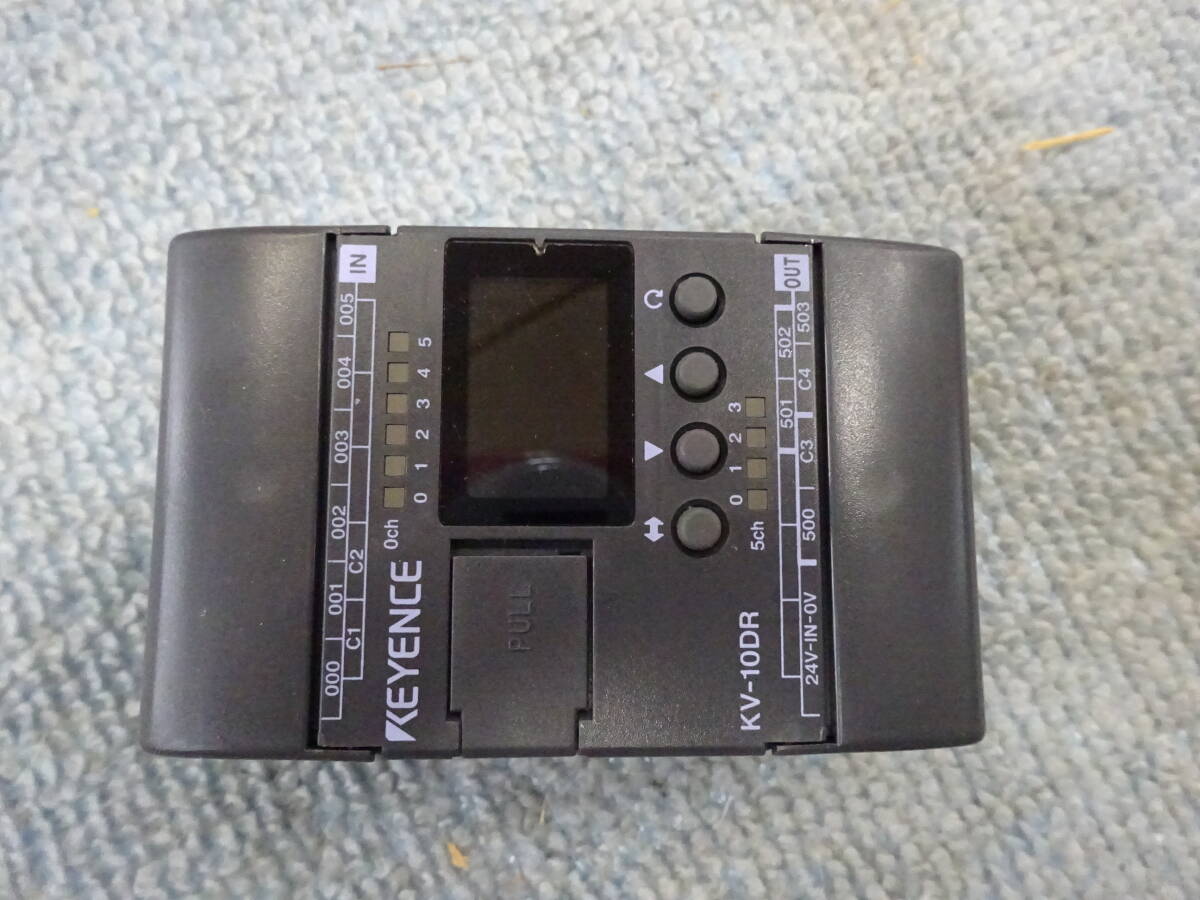 000 001 002 003 004 005 IN
C1 C2
0ch 0 1 2 3 4 5
KEYENCE
PULL
5ch 0 1 2 3
KV-10DR
500 501 502 OUT
24V-IN-0V C3 C4 503